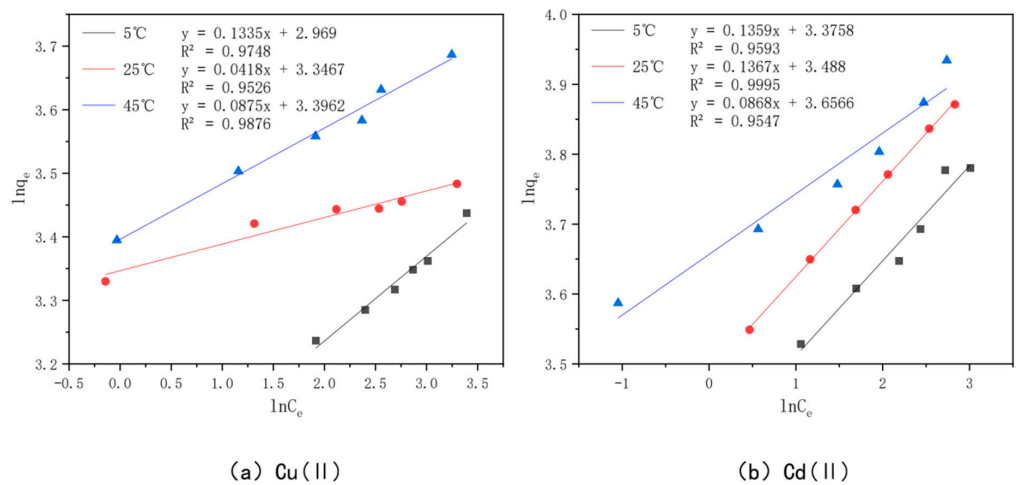 5℃ y = 0.1335x + 2.969
R² = 0.9748
25℃ y = 0.0418x + 3.3467
R² = 0.9526
45℃ y = 0.0875x + 3.3962
R² = 0.9876
3.7
3.6
3.5
3.4
3.3
3.2
lnqe
-0.5 0.0 0.5 1.0 1.5 2.0 2.5 3.0 3.5
lnCe
(a) Cu(Ⅱ)
5℃ y = 0.1359x + 3.3758
R² = 0.9593
25℃ y = 0.1367x + 3.488
R² = 0.9995
45℃ y = 0.0868x + 3.6566
R² = 0.9547
4.0
3.9
3.8
3.7
3.6
3.5
lnqe
-1 0 1 2 3
lnCe
(b) Cd(Ⅱ)